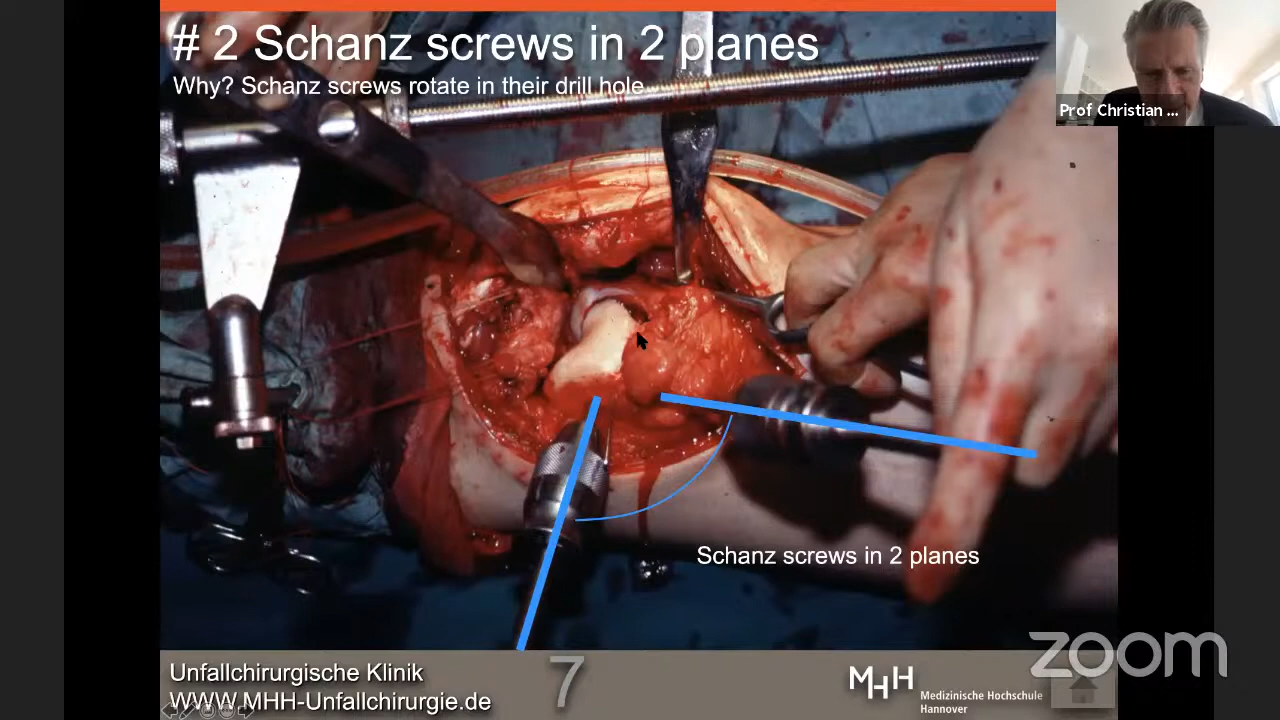 # 2 Schanz screws in 2 planes
Why? Schanz screws rotate in their drill hole
Prof Christian ...
Schanz screws in 2 planes
Unfallchirurgische Klinik
WWW.MHH-Unfallchirurgie.de
7
MHH
Medizinische Hochschule
Hannover
zoom